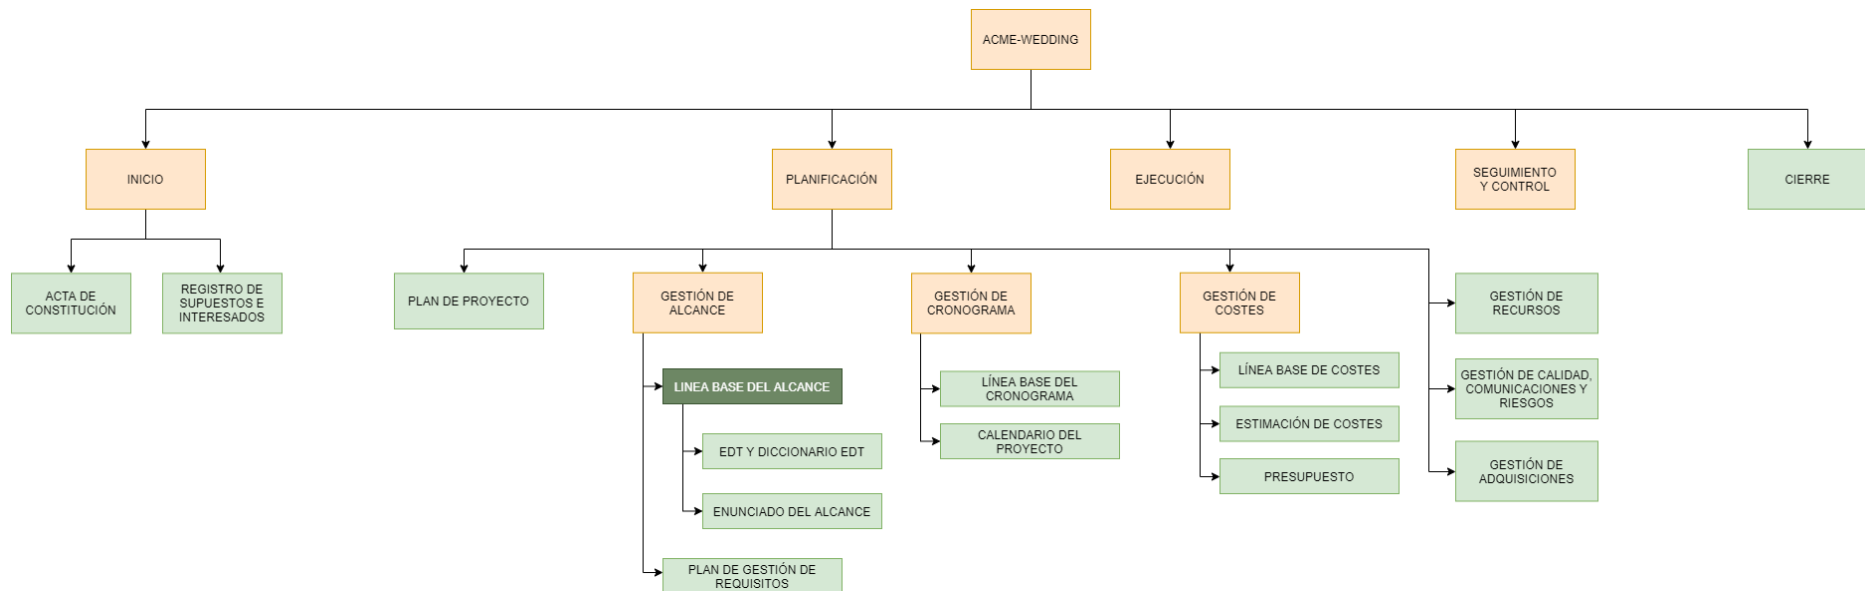 ACME-WEDDING
INICIO
PLANIFICACIÓN
EJECUCIÓN
SEGUIMIENTO
Y CONTROL
CIERRE
ACTA DE
CONSTITUCIÓN
REGISTRO DE
SUPUESTOS E
INTERESADOS
PLAN DE PROYECTO
GESTIÓN DE
ALCANCE
GESTIÓN DE
CRONOGRAMA
GESTIÓN DE
COSTES
GESTIÓN DE
RECURSOS
LINEA BASE DEL ALCANCE
EDT Y DICCIONARIO EDT
ENUNCIADO DEL ALCANCE
PLAN DE GESTIÓN DE
REQUISITOS
LÍNEA BASE DEL
CRONOGRAMA
CALENDARIO DEL
PROYECTO
LÍNEA BASE DE COSTES
ESTIMACIÓN DE COSTES
PRESUPUESTO
GESTIÓN DE CALIDAD,
COMUNICACIONES Y
RIESGOS
GESTIÓN DE
ADQUISICIONES